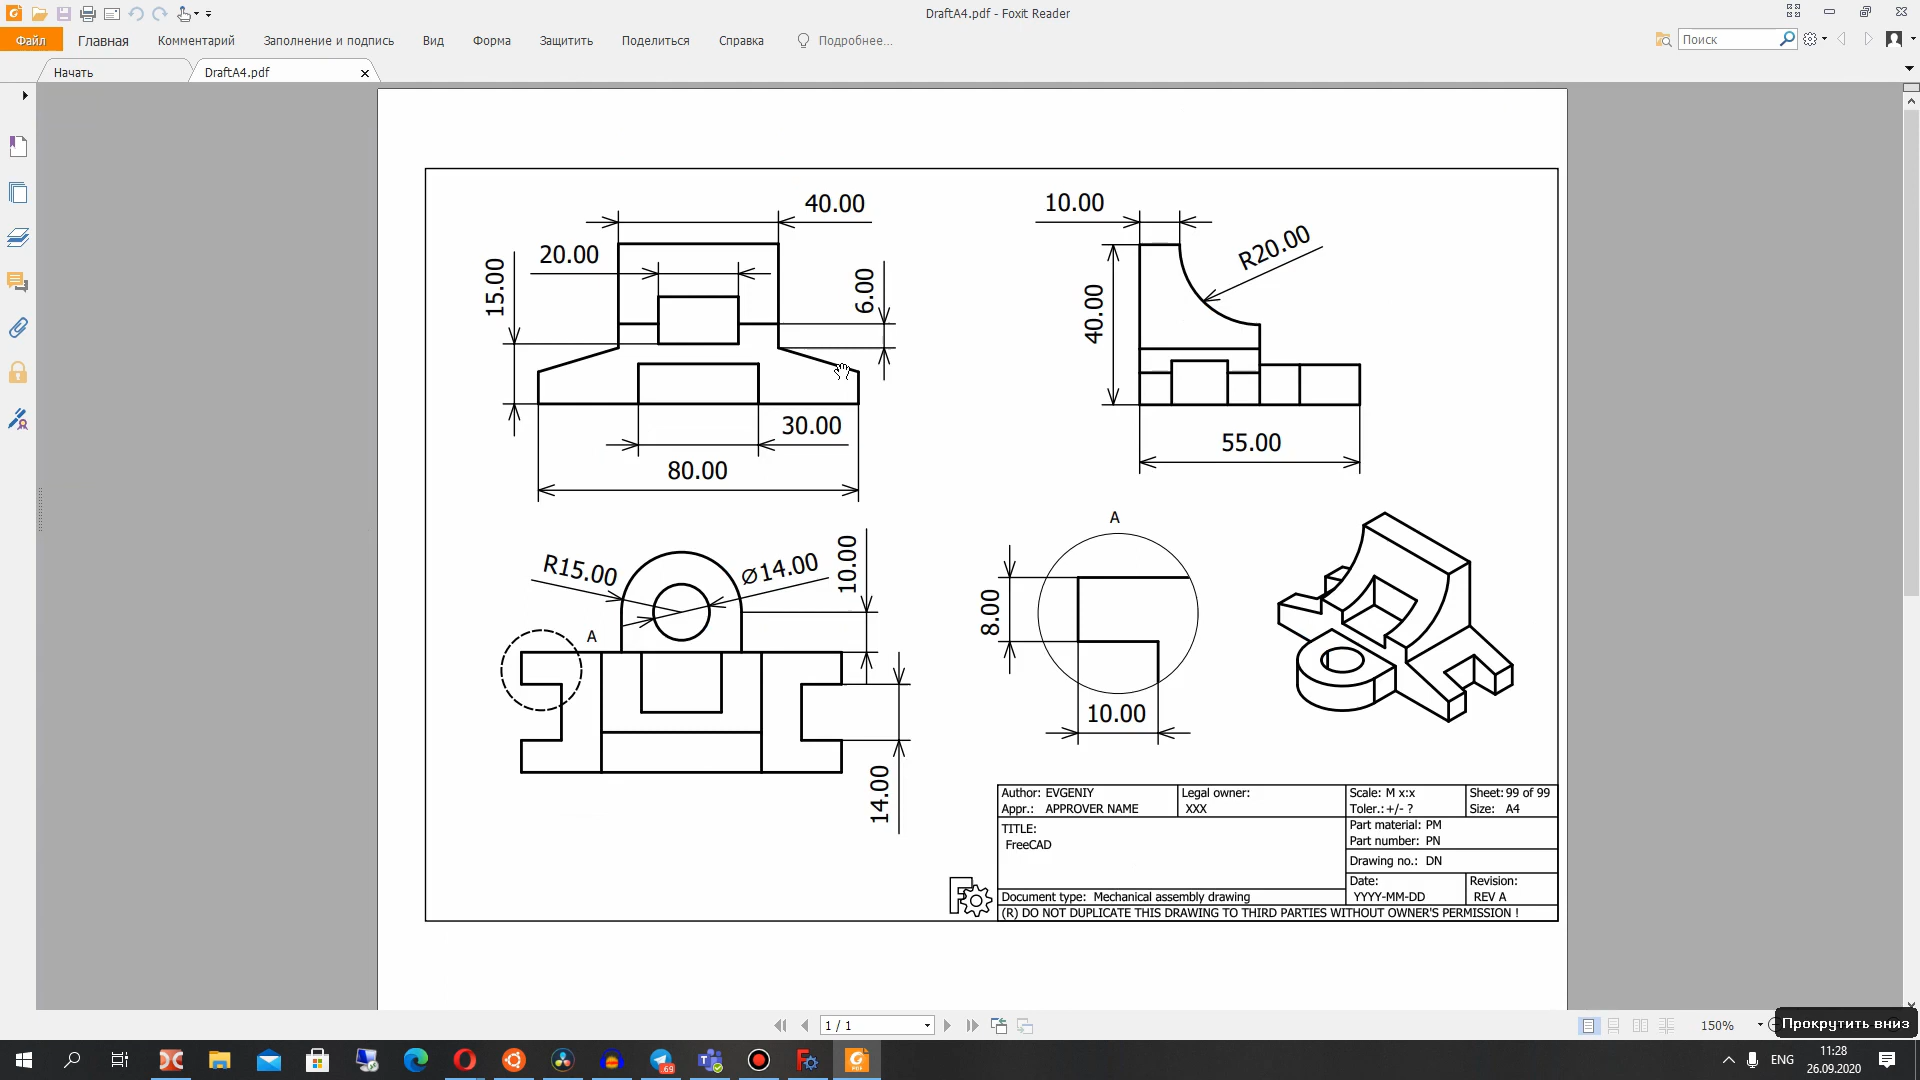 DraftA4.pdf - Foxit Reader
Файл Главная Комментарий Заполнение и подпись Вид Форма Защитить Поделиться Справка Подробнее... Поиск
Начать DraftA4.pdf
40.00
20.00
15.00
6.00
30.00
80.00
10.00
R20.00
40.00
55.00
R15.00
⌀14.00
10.00
A
14.00
A
8.00
10.00
Author: EVGENIY
Appr.: APPROVER NAME
Legal owner:
XXX
Scale: M x:x
Toler.: +/- ?
Sheet: 99 of 99
Size: A4
TITLE:
FreeCAD
Part material: PM
Part number: PN
Drawing no.: DN
Document type: Mechanical assembly drawing
Date:
YYYY-MM-DD
Revision:
REV A
(R) DO NOT DUPLICATE THIS DRAWING TO THIRD PARTIES WITHOUT OWNER'S PERMISSION !
1 / 1
150%
Прокрутить вниз
69
ENG
11:28
26.09.2020